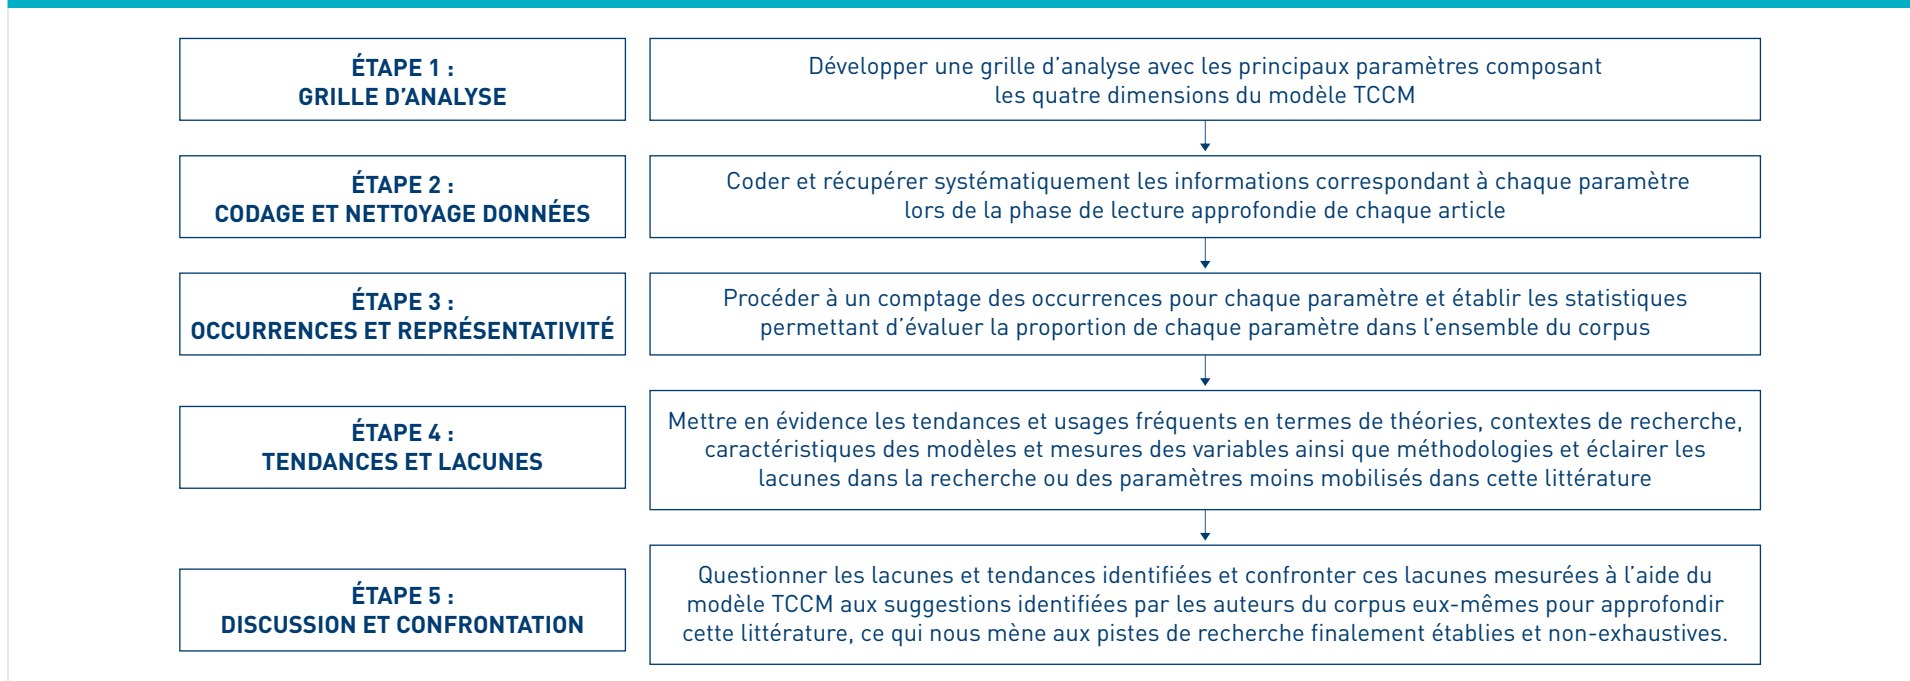 ÉTAPE 1 :
GRILLE D'ANALYSE
Développer une grille d'analyse avec les principaux paramètres composant
les quatre dimensions du modèle TCCM
ÉTAPE 2 :
CODAGE ET NETTOYAGE DONNÉES
Coder et récupérer systématiquement les informations correspondant à chaque paramètre
lors de la phase de lecture approfondie de chaque article
ÉTAPE 3 :
OCCURRENCES ET REPRÉSENTATIVITÉ
Procéder à un comptage des occurrences pour chaque paramètre et établir les statistiques
permettant d'évaluer la proportion de chaque paramètre dans l'ensemble du corpus
ÉTAPE 4 :
TENDANCES ET LACUNES
Mettre en évidence les tendances et usages fréquents en termes de théories, contextes de recherche,
caractéristiques des modèles et mesures des variables ainsi que méthodologies et éclairer les
lacunes dans la recherche ou des paramètres moins mobilisés dans cette littérature
ÉTAPE 5 :
DISCUSSION ET CONFRONTATION
Questionner les lacunes et tendances identifiées et confronter ces lacunes mesurées à l'aide du
modèle TCCM aux suggestions identifiées par les auteurs du corpus eux-mêmes pour approfondir
cette littérature, ce qui nous mène aux pistes de recherche finalement établies et non-exhaustives.